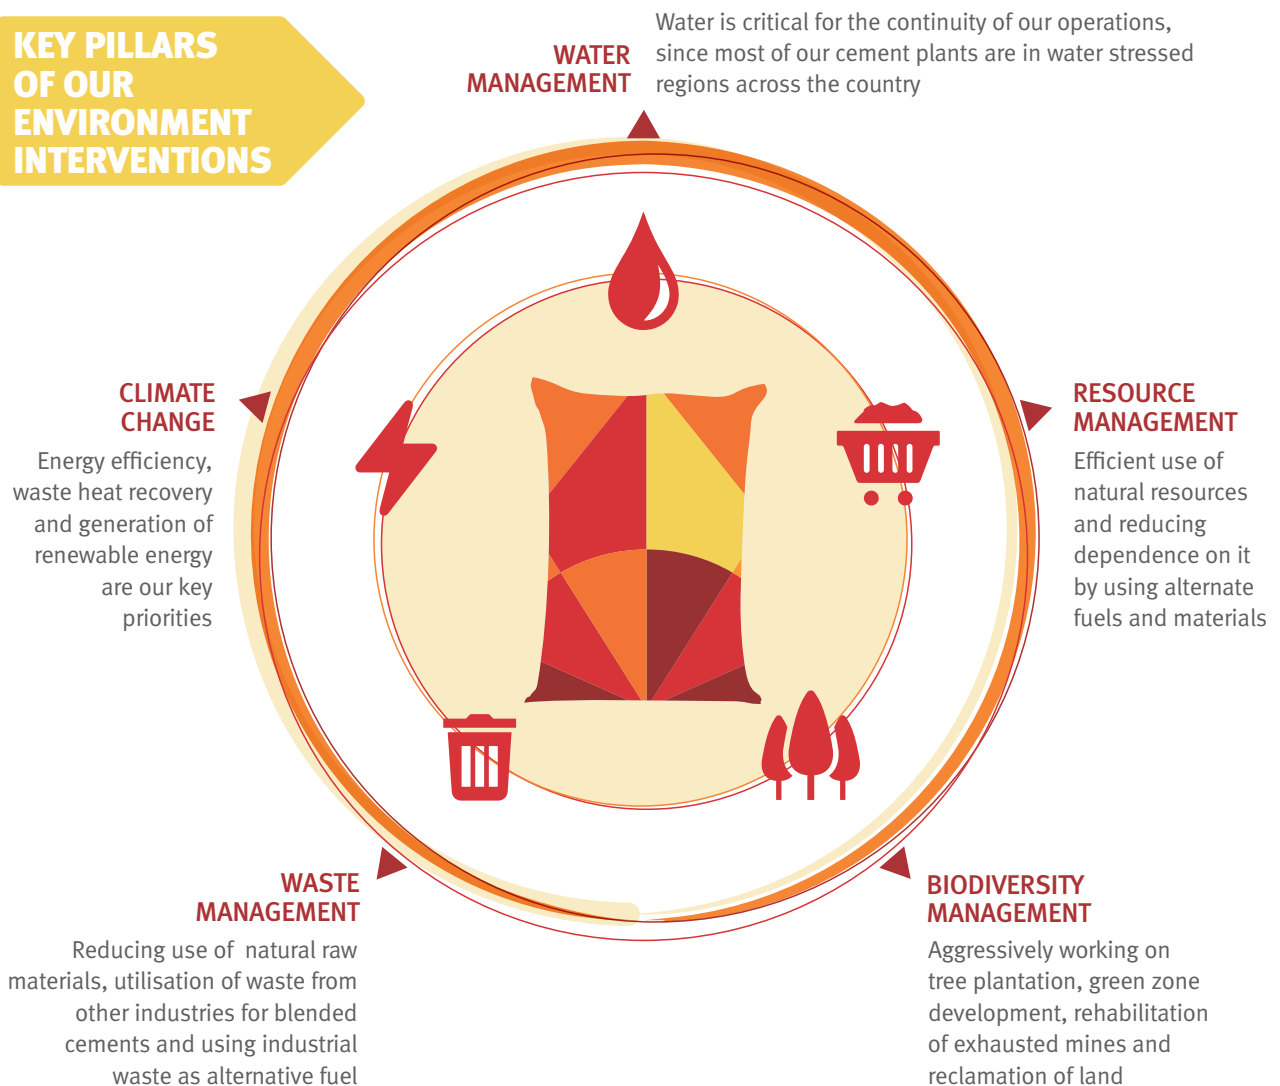 KEY PILLARS
OF OUR
ENVIRONMENT
INTERVENTIONS
WATER
MANAGEMENT
Water is critical for the continuity of our operations,
since most of our cement plants are in water stressed
regions across the country
CLIMATE
CHANGE
Energy efficiency,
waste heat recovery
and generation of
renewable energy
are our key
priorities
RESOURCE
MANAGEMENT
Efficient use of
natural resources
and reducing
dependence on it
by using alternate
fuels and materials
WASTE
MANAGEMENT
Reducing use of natural raw
materials, utilisation of waste from
other industries for blended
cements and using industrial
waste as alternative fuel
BIODIVERSITY
MANAGEMENT
Aggressively working on
tree plantation, green zone
development, rehabilitation
of exhausted mines and
reclamation of land